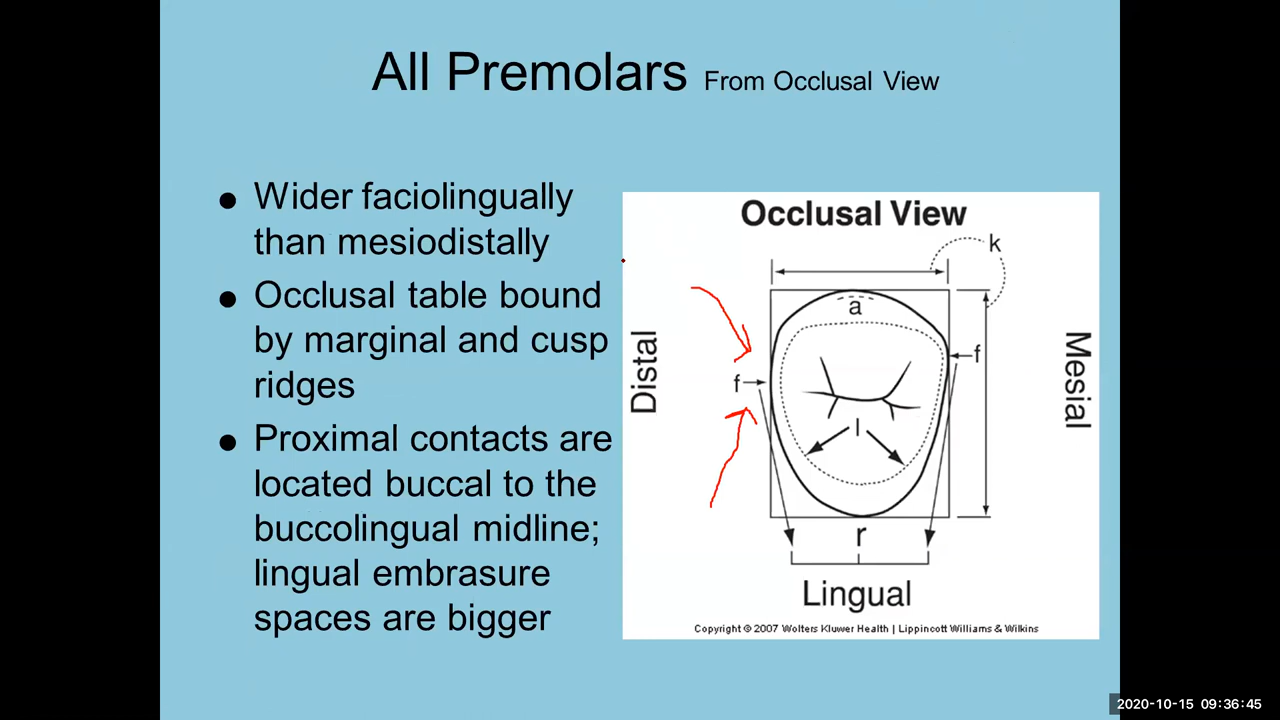 All Premolars From Occlusal View
● Wider faciolingually
than mesiodistally
● Occlusal table bound
by marginal and cusp
ridges
● Proximal contacts are
located buccal to the
buccolingual midline;
lingual embrasure
spaces are bigger
Occlusal View
k
a
Distal
f
f
Mesial
l
r
Lingual
Copyright © 2007 Wolters Kluwer Health | Lippincott Williams & Wilkins
2020-10-15 09:36:45